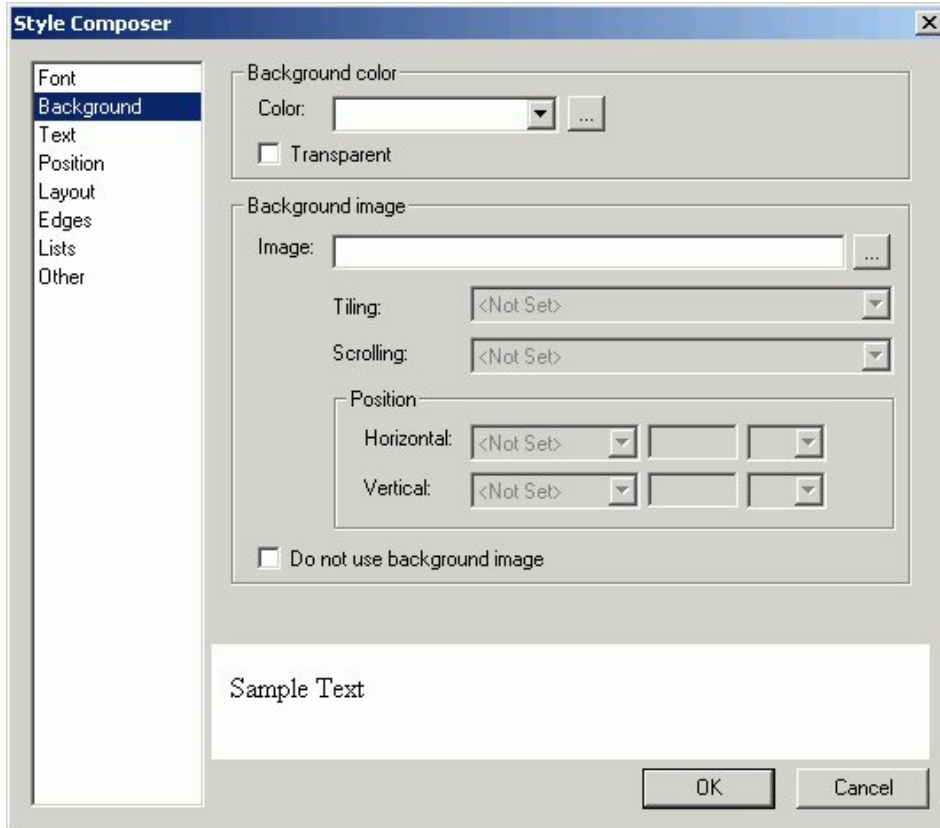 Style Composer
Font
Background
Text
Position
Layout
Edges
Lists
Other
Background color
Color:
...
Transparent
Background image
Image:
...
Tiling: <Not Set>
Scrolling: <Not Set>
Position
Horizontal: <Not Set>
Vertical: <Not Set>
Do not use background image
Sample Text
OK Cancel